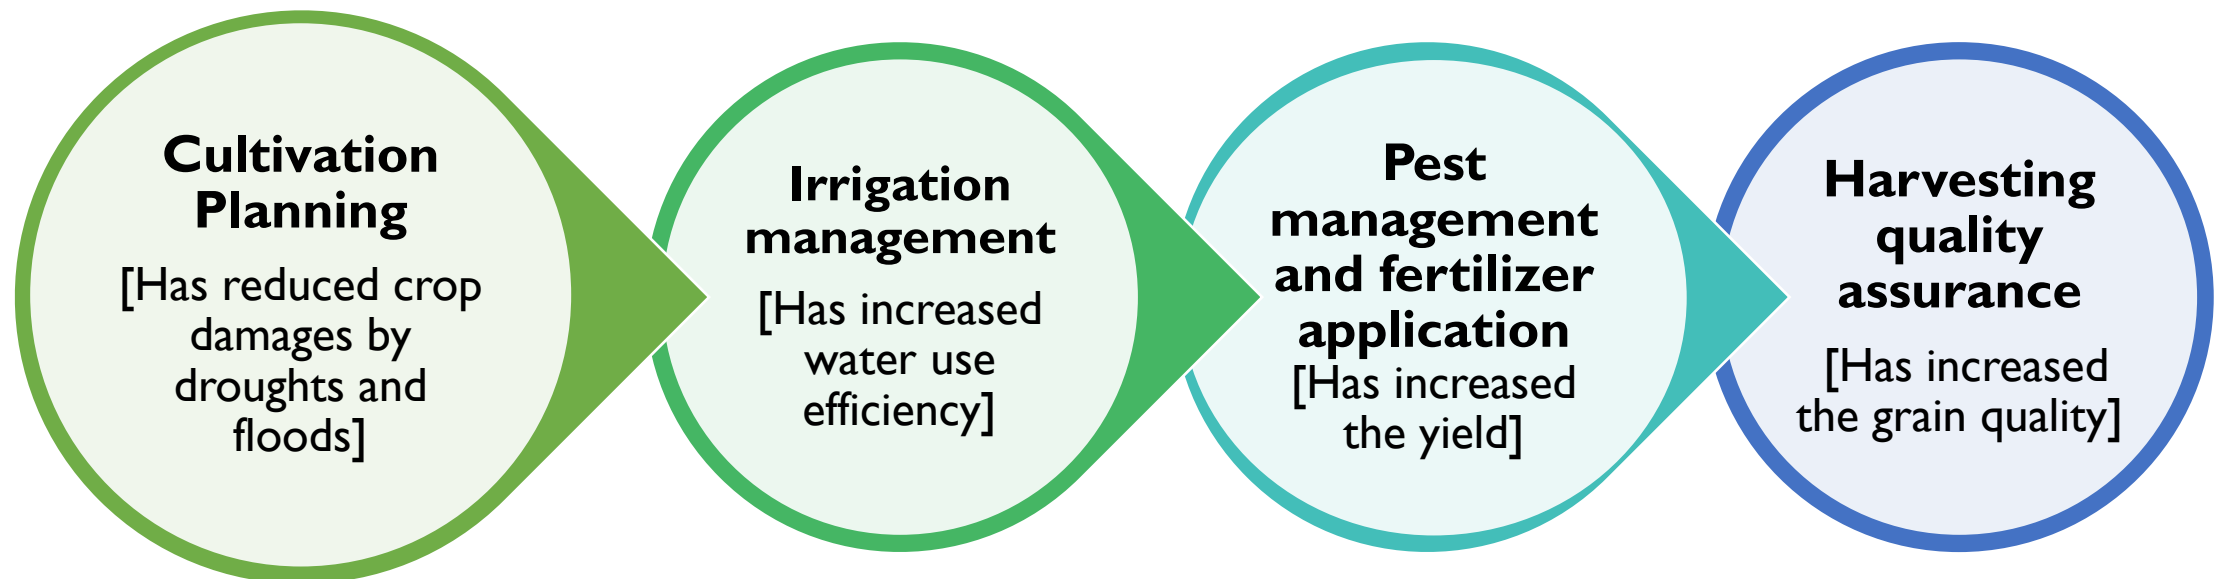 Cultivation
Planning
[Has reduced crop
damages by
droughts and
floods]
Irrigation
management
[Has increased
water use
efficiency]
Pest
management
and fertilizer
application
[Has increased
the yield]
Harvesting
quality
assurance
[Has increased
the grain quality]